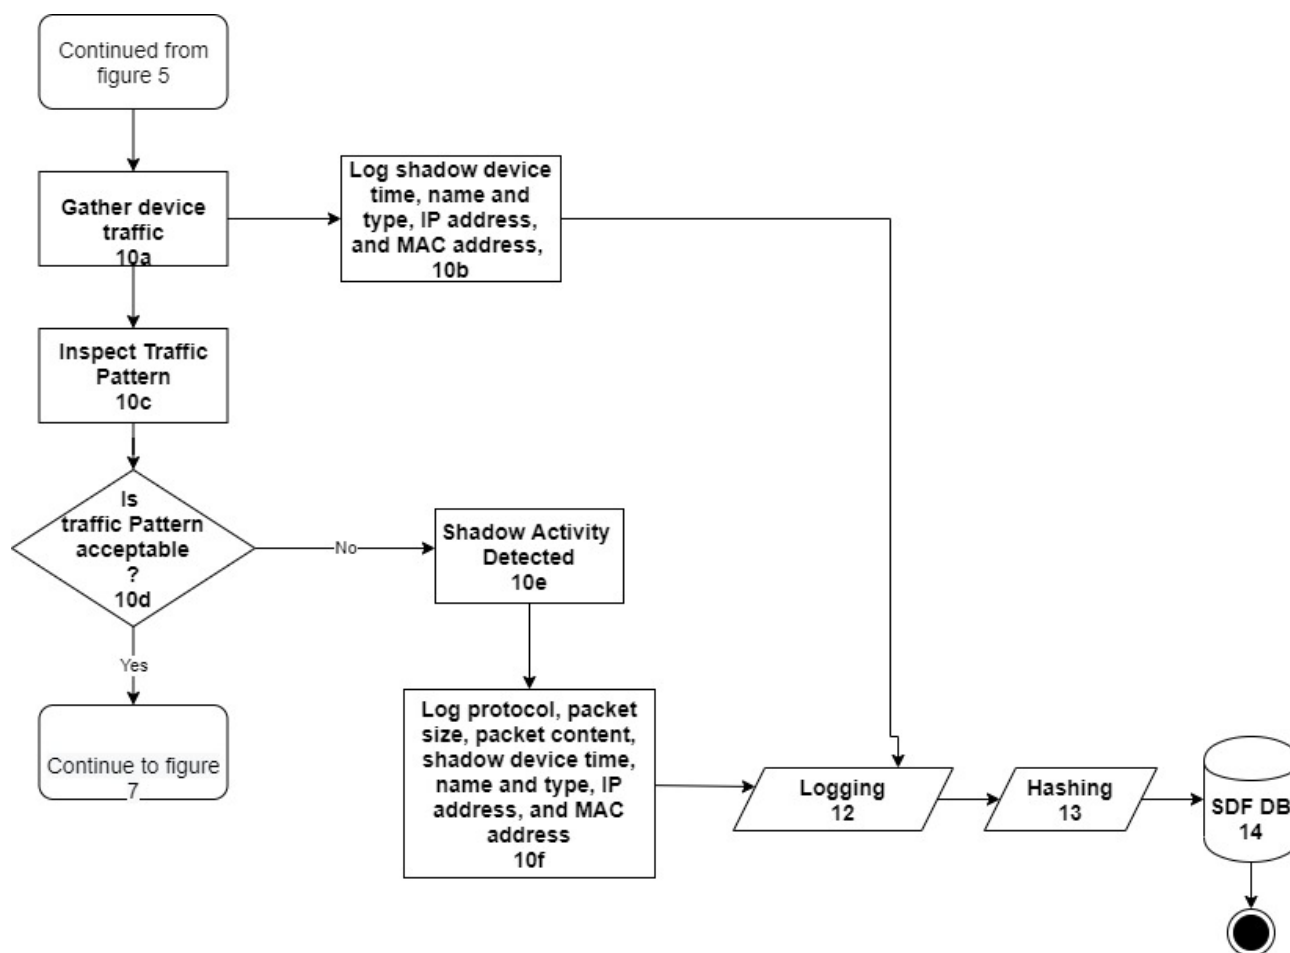 Continued from
figure 5
Gather device
traffic
10a
Log shadow device
time, name and
type, IP address,
and MAC address,
10b
Inspect Traffic
Pattern
10c
Is
traffic Pattern
acceptable
?
10d
No
Shadow Activity
Detected
10e
Yes
Continue to figure
7
Log protocol, packet
size, packet content,
shadow device time,
name and type, IP
address, and MAC
address
10f
Logging
12
Hashing
13
SDF DB
14